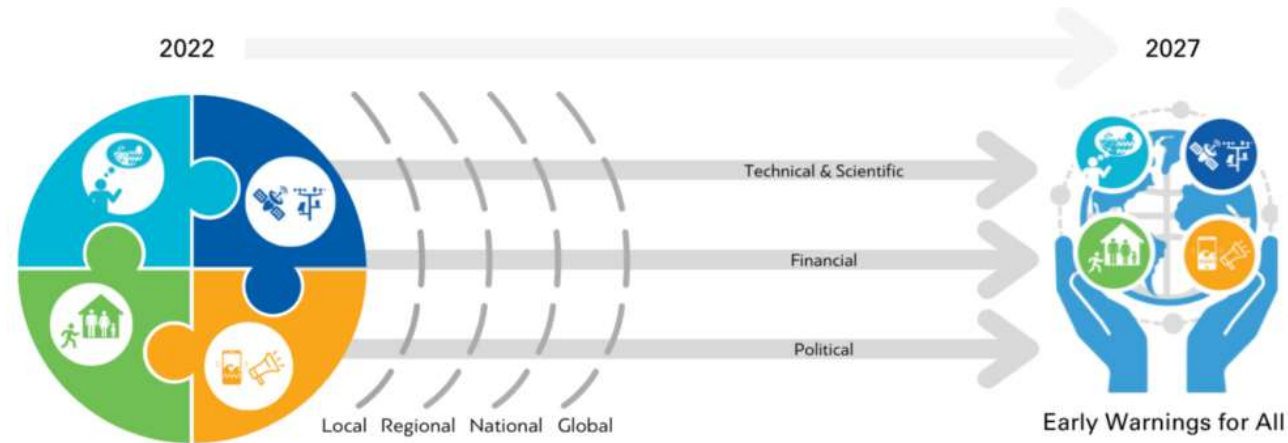 2022
2027
Technical & Scientific
Financial
Political
Local Regional National Global
Early Warnings for All